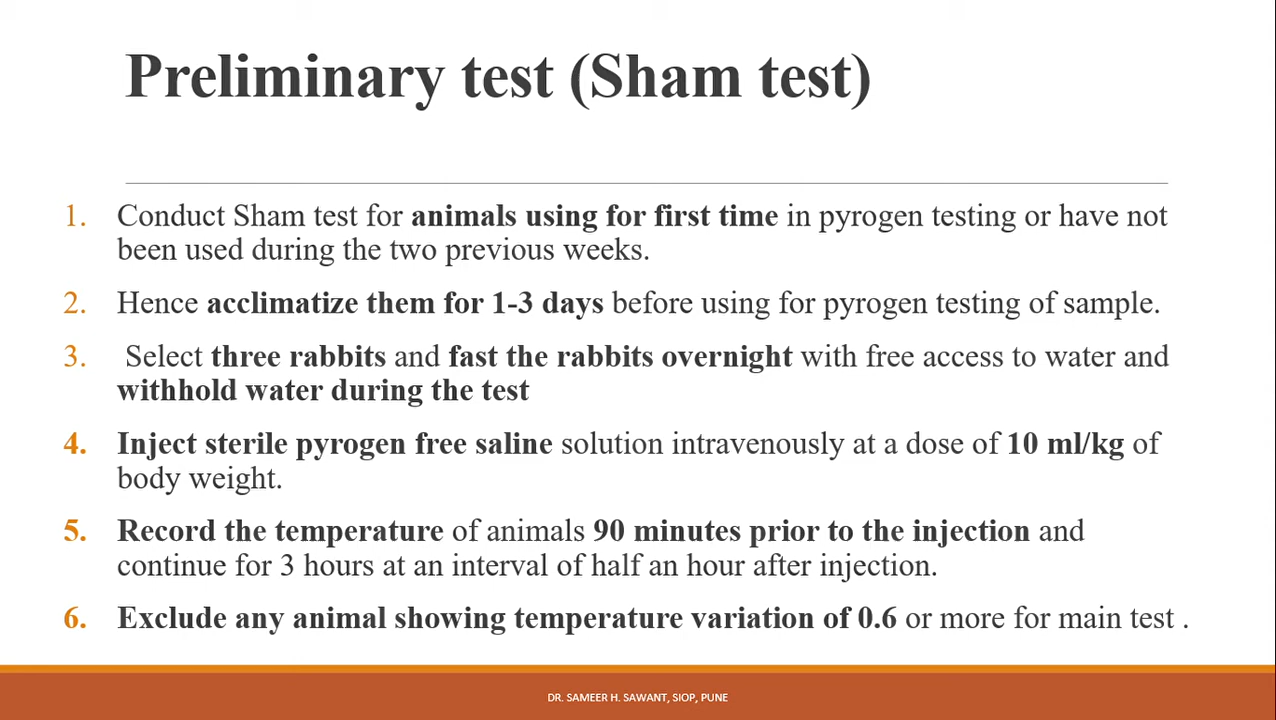 Preliminary test (Sham test)
1. Conduct Sham test for animals using for first time in pyrogen testing or have not
been used during the two previous weeks.
2. Hence acclimatize them for 1-3 days before using for pyrogen testing of sample.
3. Select three rabbits and fast the rabbits overnight with free access to water and
withhold water during the test
4. Inject sterile pyrogen free saline solution intravenously at a dose of 10 ml/kg of
body weight.
5. Record the temperature of animals 90 minutes prior to the injection and
continue for 3 hours at an interval of half an hour after injection.
6. Exclude any animal showing temperature variation of 0.6 or more for main test .
DR. SAMEER H. SAWANT, SIOP, PUNE